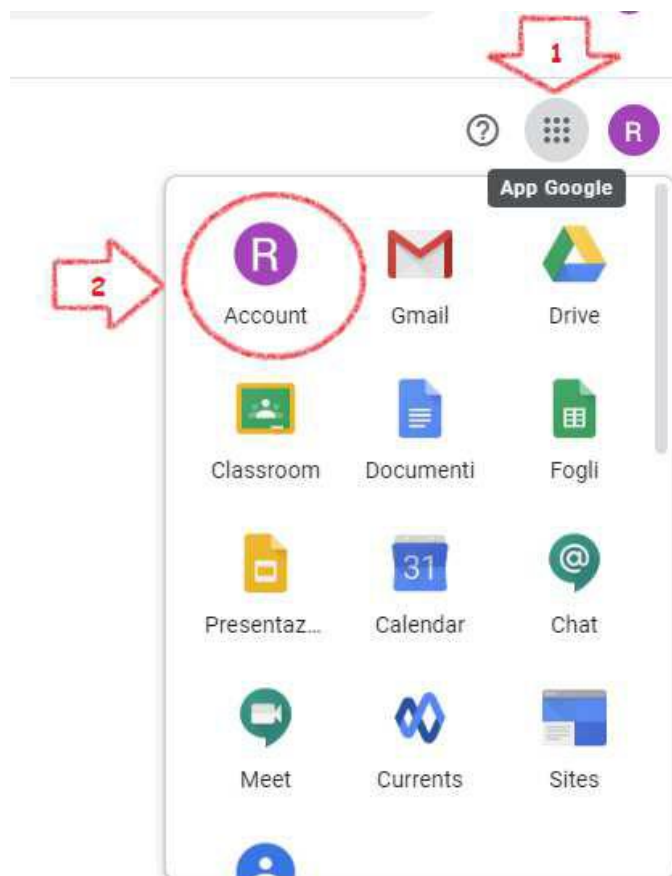 1
R
App Google
2
R
Account
Gmail
Drive
Classroom
Documenti
Fogli
31
@
Presentaz...
Calendar
Chat
Meet
Currents
Sites